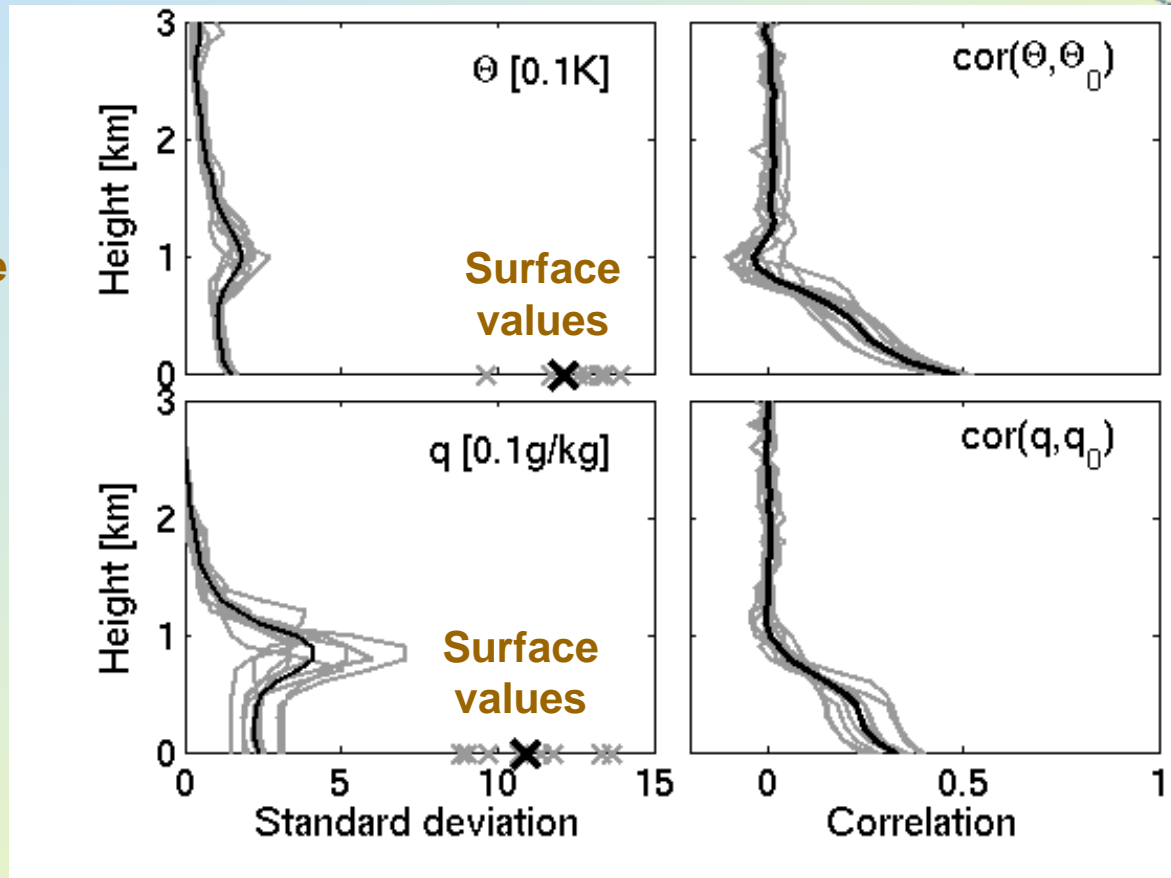 3
2
1
0
Height [km]
Θ [0.1K]
Surface
values
cor(Θ,Θ0)
e
3
2
1
0
Height [km]
q [0.1g/kg]
Surface
values
cor(q,q0)
0 5 10 15
Standard deviation
0 0.5 1
Correlation